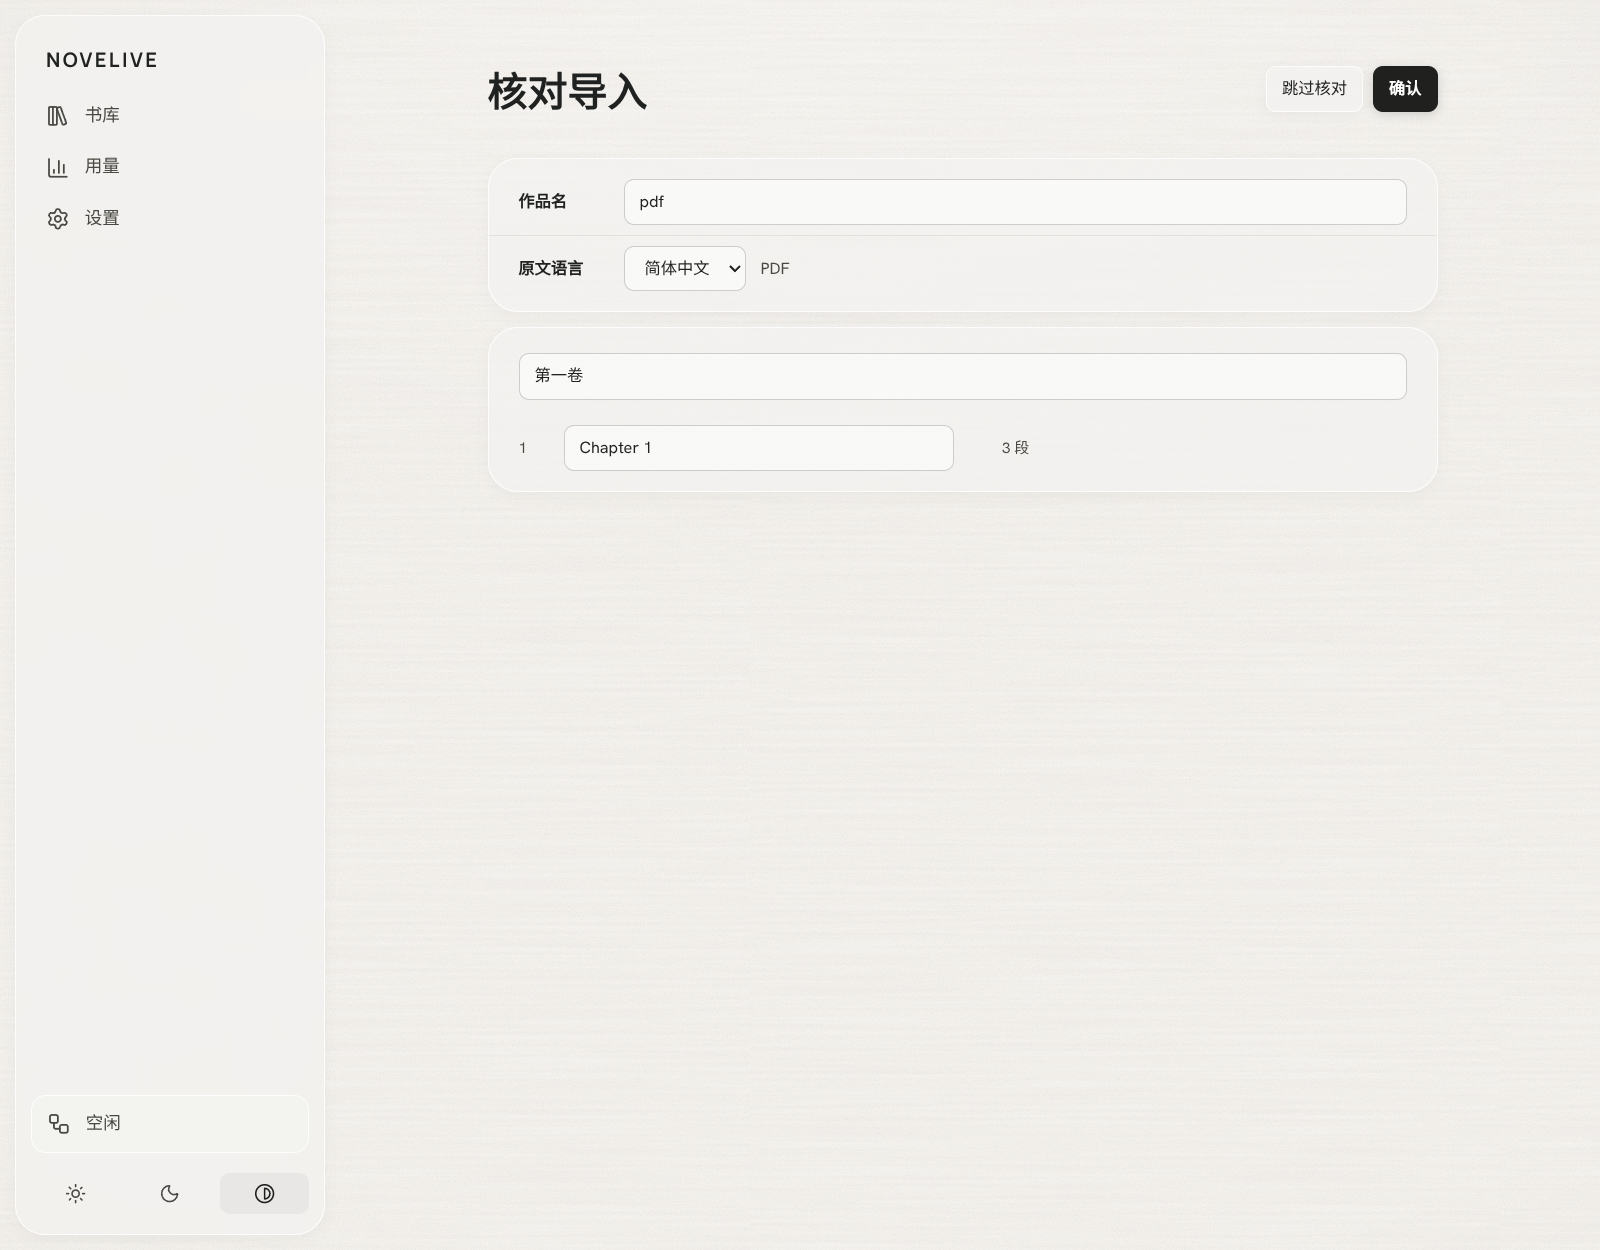 NOVELIVE
书库
用量
设置
空闲
核对导入
跳过核对
确认
作品名
pdf
原文语言
简体中文
PDF
第一卷
1
Chapter 1
3 段